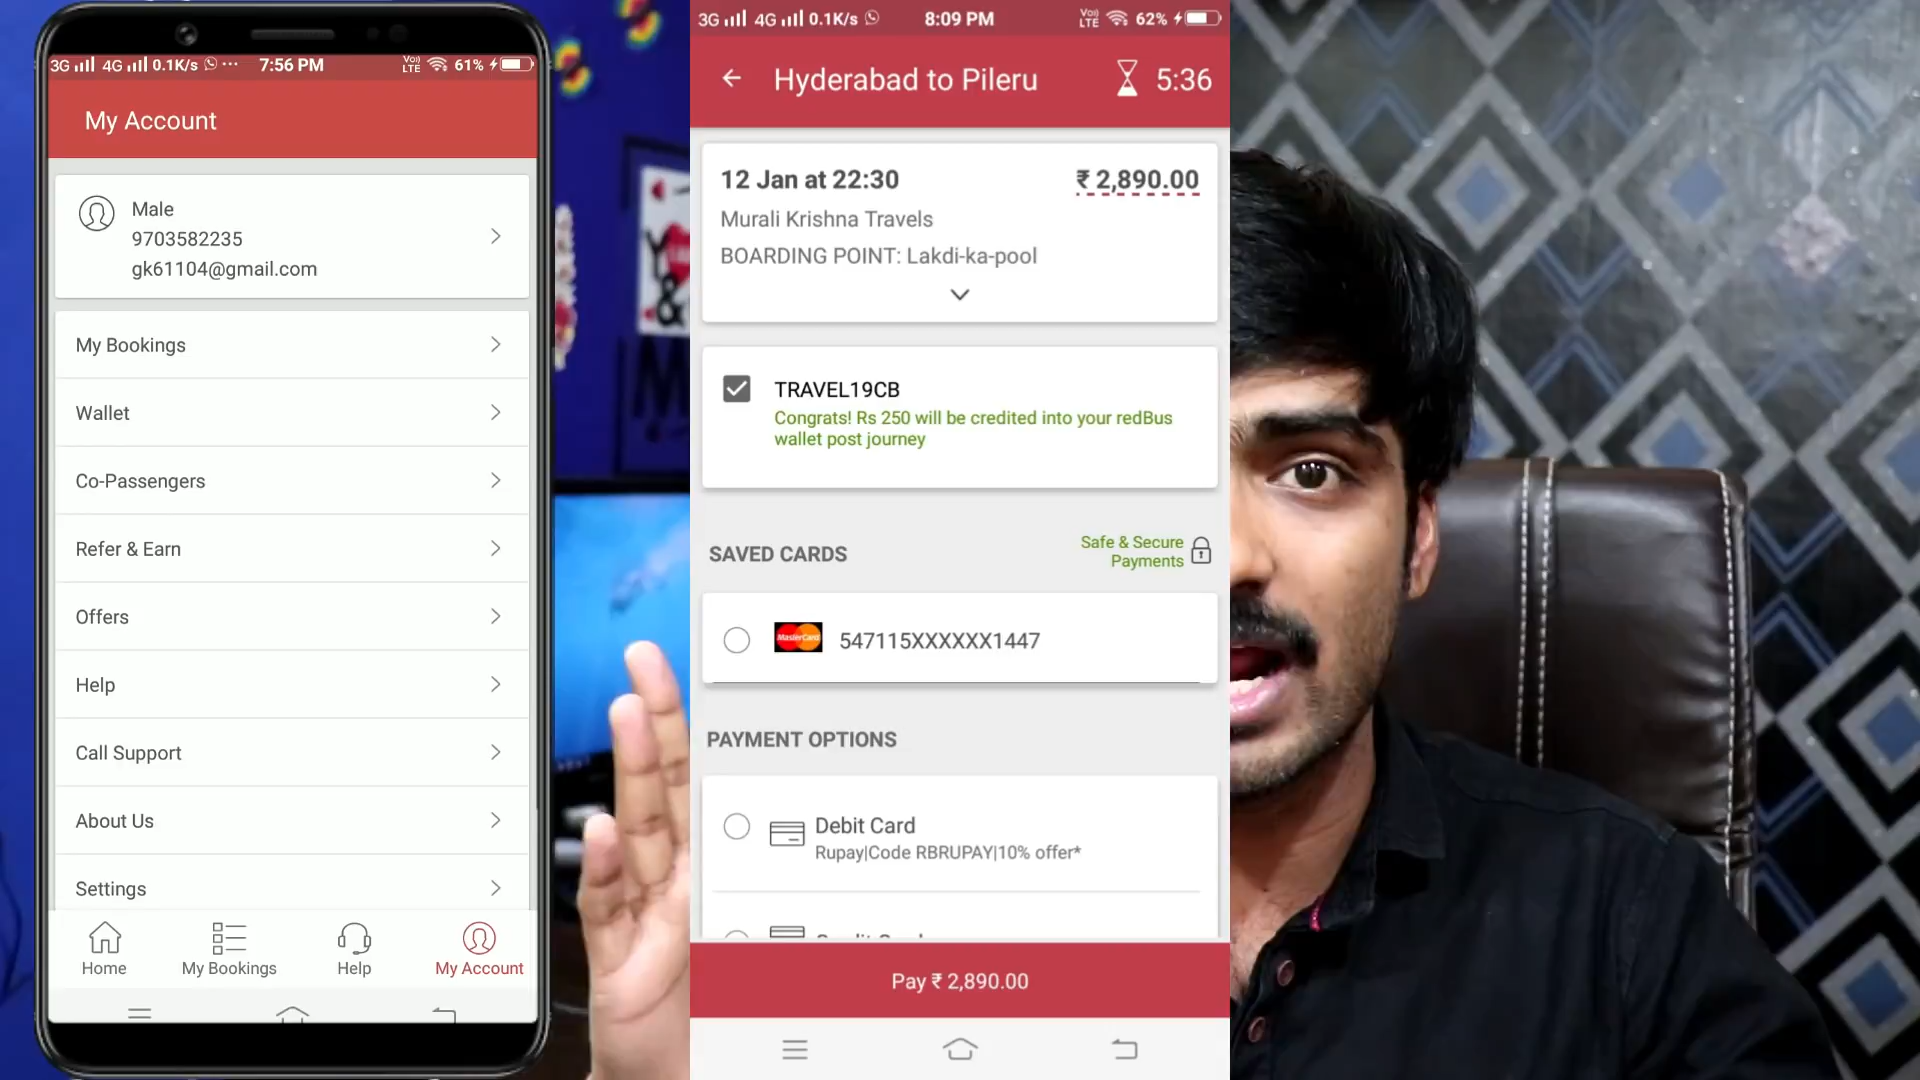 3G 4G 0.1K/s ··· 7:56 PM VoI) LTE 61%
My Account
Male
9703582235
gk61104@gmail.com
My Bookings
Wallet
Co-Passengers
Refer & Earn
Offers
Help
Call Support
About Us
Settings
Home My Bookings Help My Account
3G 4G 0.1K/s 8:09 PM VoI) LTE 62%
Hyderabad to Pileru 5:36
12 Jan at 22:30 ₹ 2,890.00
Murali Krishna Travels
BOARDING POINT: Lakdi-ka-pool
TRAVEL19CB
Congrats! Rs 250 will be credited into your redBus
wallet post journey
SAVED CARDS
Safe & Secure
Payments
MasterCard 547115XXXXXX1447
PAYMENT OPTIONS
Debit Card
Rupay|Code RBRUPAY|10% offer*
Pay ₹ 2,890.00